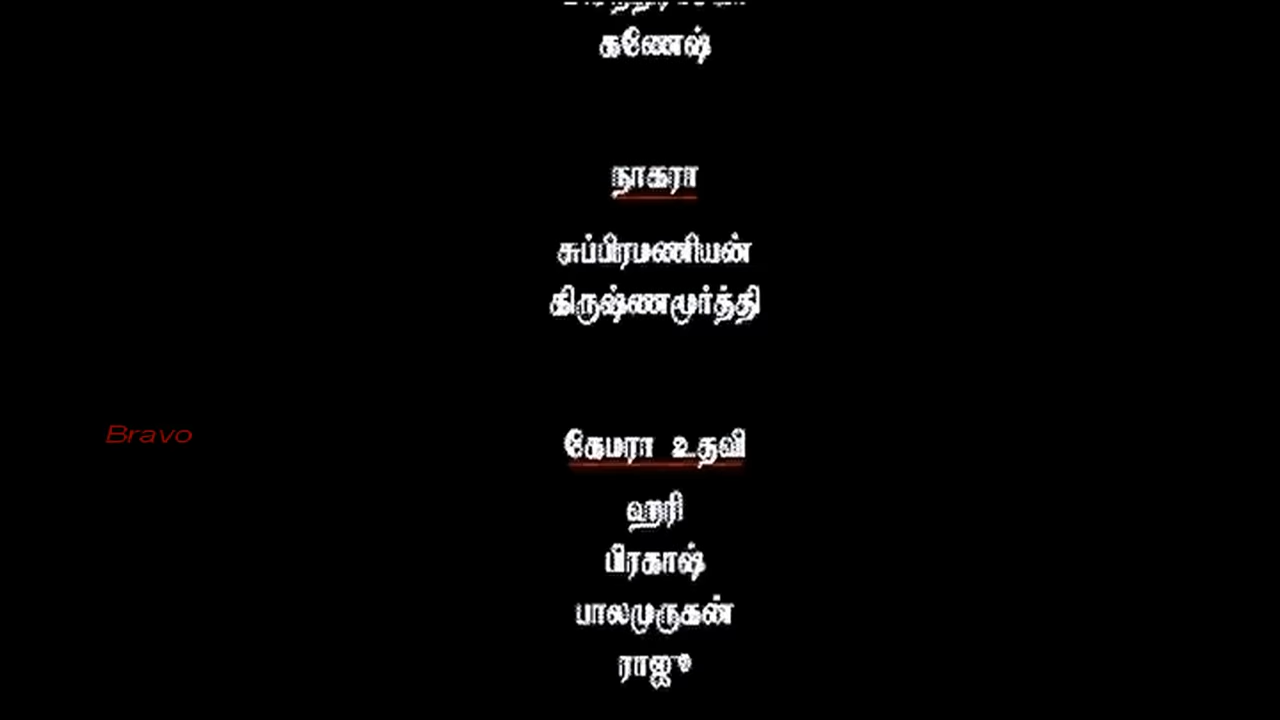 கணேஷ்
நாகரா
சுப்பிரமணியன்
கிருஷ்ணமூர்த்தி
Bravo
கேமரா உதவி
ஹரி
பிரகாஷ்
பாலமுருகன்
ராஜு